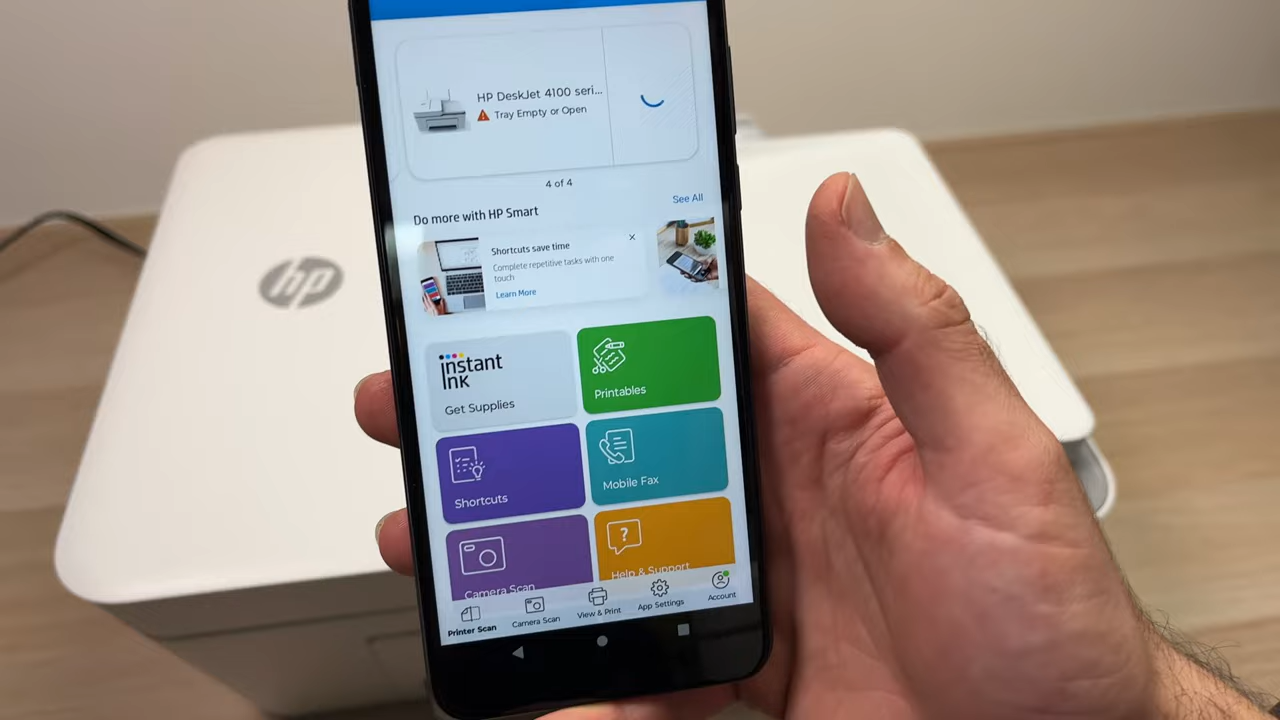 HP DeskJet 4100 seri...
Tray Empty or Open
4 of 4
Do more with HP Smart
See All
Shortcuts save time
Complete repetitive tasks with one
touch
Learn More
instant
ink
Get Supplies
Printables
Shortcuts
Mobile Fax
Camera Scan
Help & Support
Printer Scan
Camera Scan
View & Print
App Settings
Account
hp